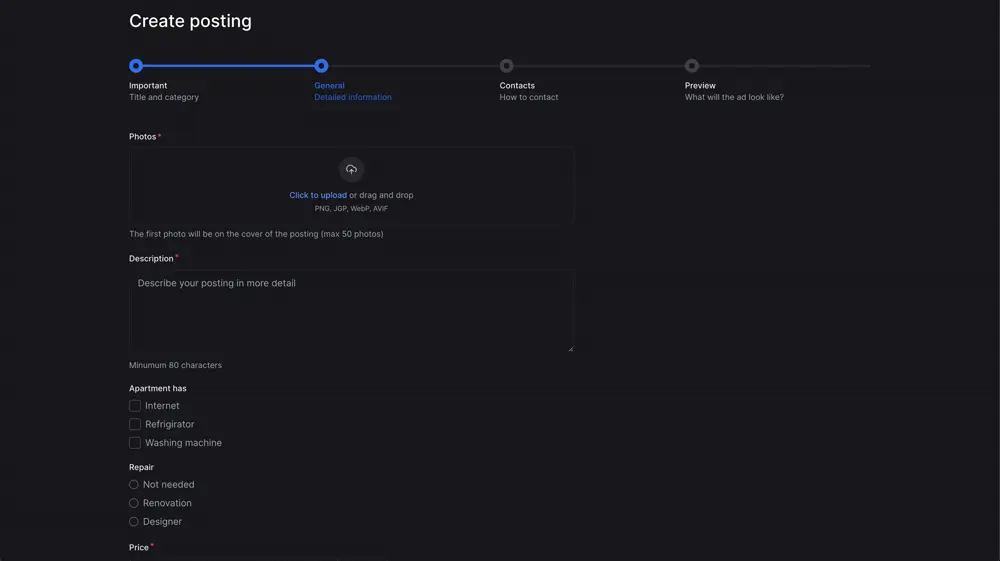 Create posting
Important
Title and category
General
Detailed information
Contacts
How to contact
Preview
What will the ad look like?
Photos*
Click to upload or drag and drop
PNG, JGP, WebP, AVIF
The first photo will be on the cover of the posting (max 50 photos)
Description*
Describe your posting in more detail
Minumum 80 characters
Apartment has
Internet
Refrigirator
Washing machine
Repair
Not needed
Renovation
Designer
Price*